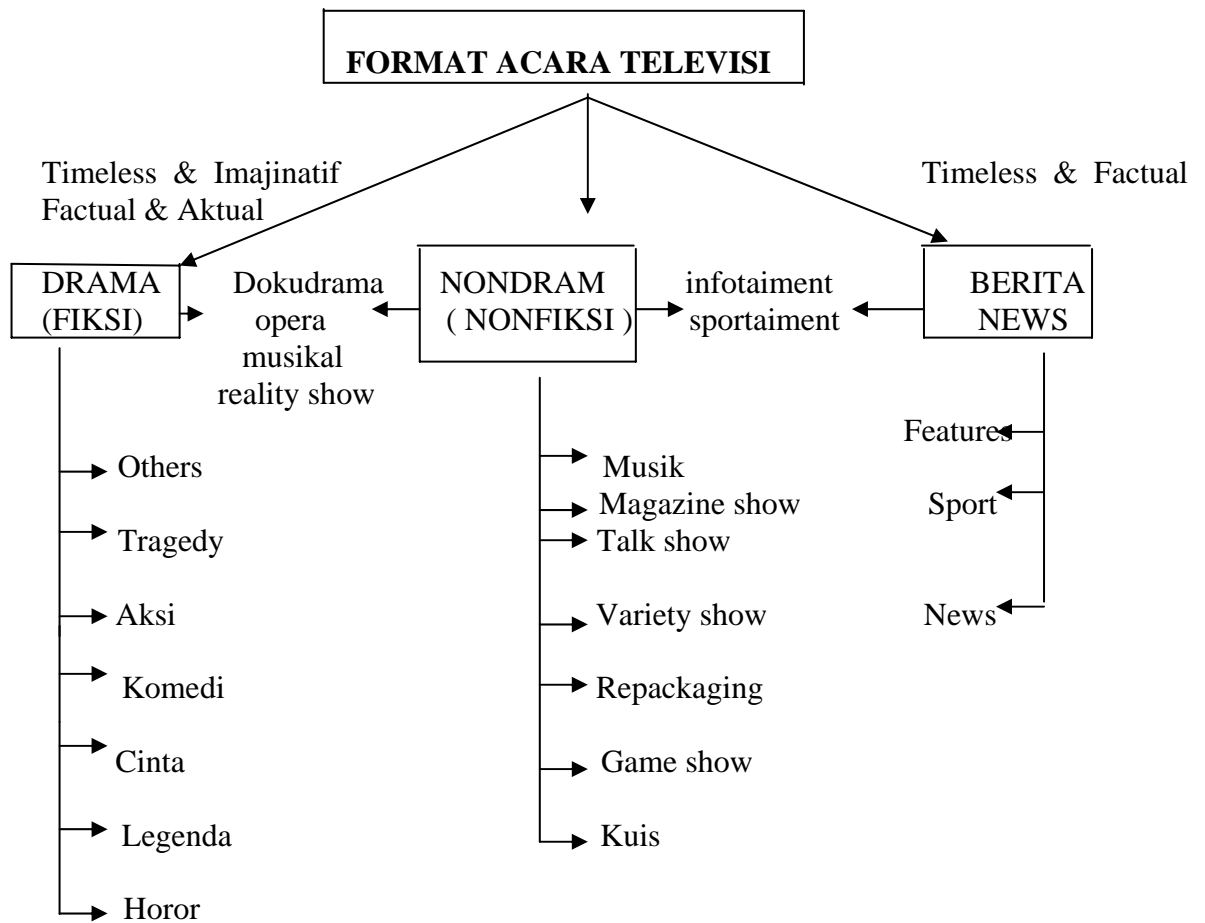 FORMAT ACARA TELEVISI
Timeless & Imajinatif
Factual & Aktual
Timeless & Factual
DRAMA
(FIKSI)
Dokudrama
opera
musikal
reality show
NONDRAM
( NONFIKSI )
infotaiment
sportaiment
BERITA
NEWS
Others
Tragedy
Aksi
Komedi
Cinta
Legenda
Horor
Musik
Magazine show
Talk show
Variety show
Repackaging
Game show
Kuis
Features
Sport
News